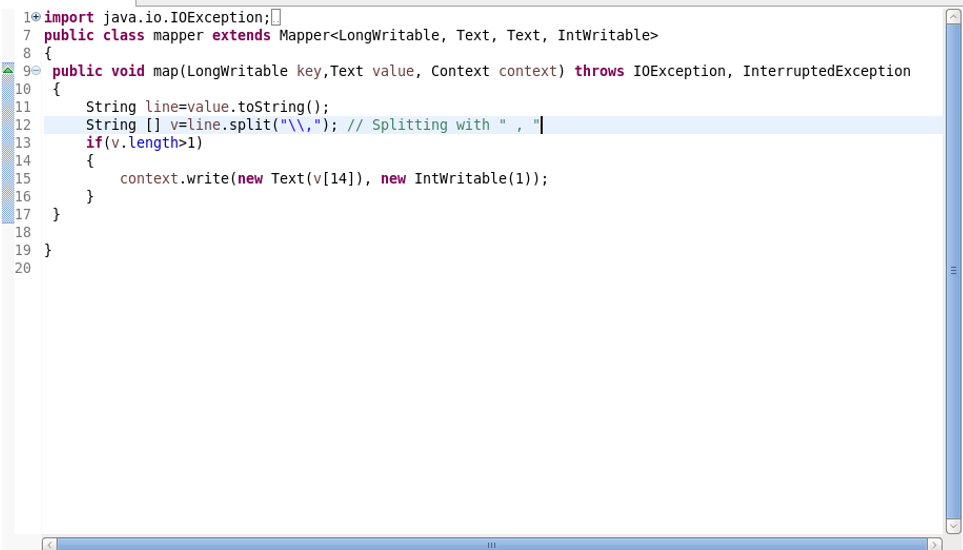 1 import java.io.IOException;
7 public class mapper extends Mapper<LongWritable, Text, Text, IntWritable>
8 {
9 public void map(LongWritable key,Text value, Context context) throws IOException, InterruptedException
10 {
11 String line=value.toString();
12 String [] v=line.split("\\,"); // Splitting with " , "
13 if(v.length>1)
14 {
15 context.write(new Text(v[14]), new IntWritable(1));
16 }
17 }
18
19 }
20